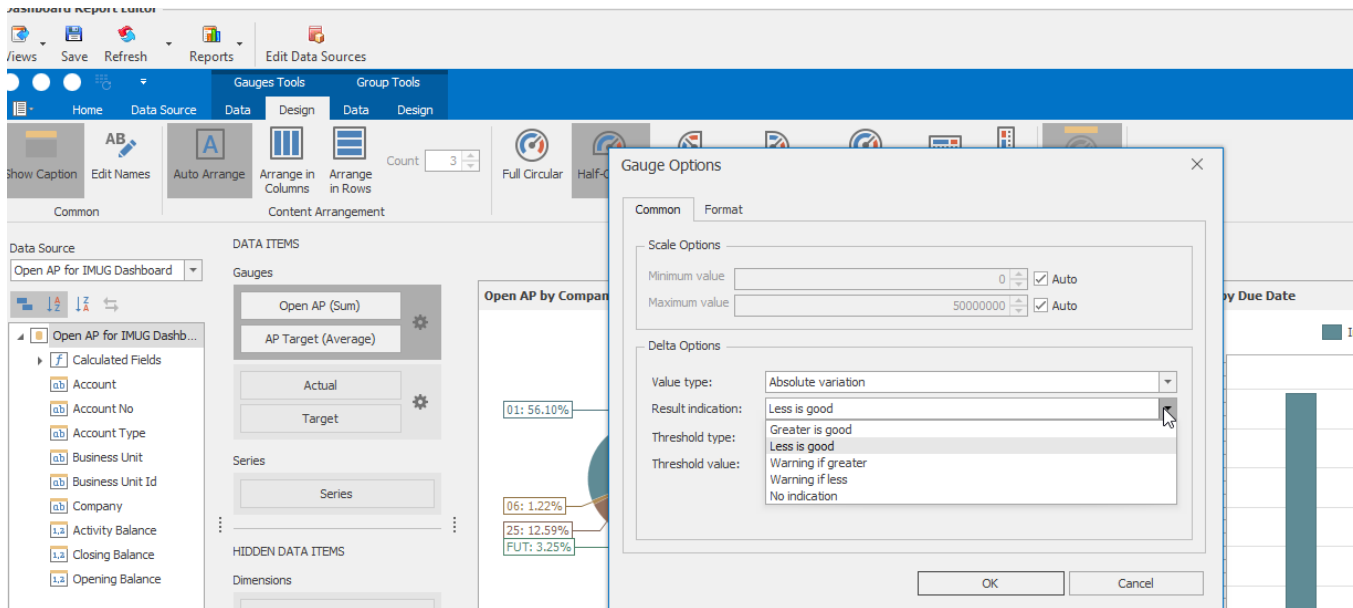 Dashboard Report Editor
Views Save Refresh Reports Edit Data Sources
Gauges Tools Group Tools
Home Data Source Data Design Data Design
Show Caption Edit Names Auto Arrange Arrange in Columns Arrange in Rows Count 3 Full Circular Half-C
Common Content Arrangement
Data Source
Open AP for IMUG Dashboard
Open AP for IMUG Dashb...
Calculated Fields
Account
Account No
Account Type
Business Unit
Business Unit Id
Company
Activity Balance
Closing Balance
Opening Balance
DATA ITEMS
Gauges
Open AP (Sum)
AP Target (Average)
Actual
Target
Series
Series
HIDDEN DATA ITEMS
Dimensions
Open AP by Compan
01: 56.10%
06: 1.22%
25: 12.59%
FUT: 3.25%
Gauge Options
Common Format
Scale Options
Minimum value 0 Auto
Maximum value 50000000 Auto
Delta Options
Value type: Absolute variation
Result indication: Less is good
Threshold type:
Threshold value:
Greater is good
Less is good
Warning if greater
Warning if less
No indication
OK Cancel
by Due Date